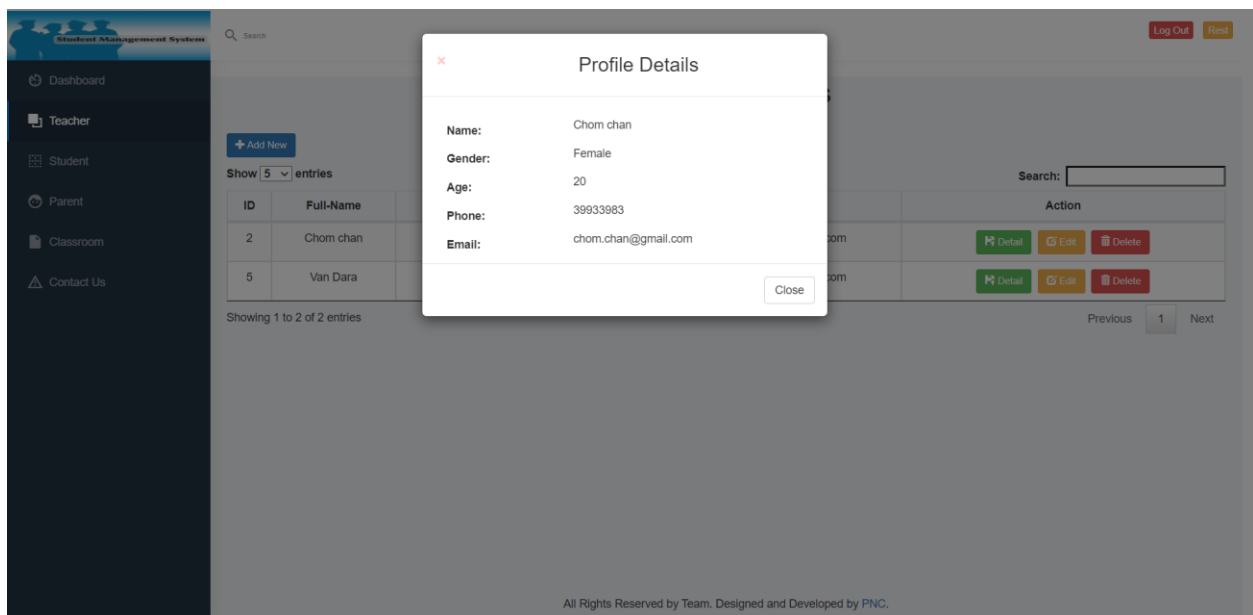 Student Management System
Search
Log Out Rest
Profile Details
Dashboard
Teacher
Student
Parent
Classroom
Contact Us
Add New
Show 5 entries
Search:
ID Full-Name Action
2 Chom chan com Detail Edit Delete
5 Van Dara com Detail Edit Delete
Name: Chom chan
Gender: Female
Age: 20
Phone: 39933983
Email: chom.chan@gmail.com
Close
Showing 1 to 2 of 2 entries
Previous 1 Next
All Rights Reserved by Team. Designed and Developed by PNC.